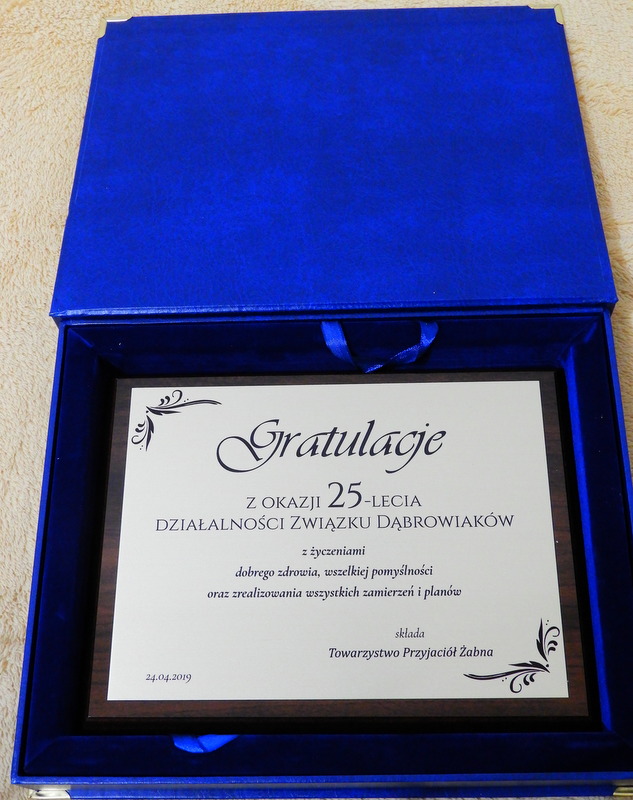 Gratulacje
Z OKAZJI 25-LECIA
DZIAŁALNOŚCI ZWIĄZKU DĄBROWIAKÓW
z życzeniami
dobrego zdrowia, wszelkiej pomyślności
oraz zrealizowania wszystkich zamierzeń i planów
składa
Towarzystwo Przyjaciół Żabna
24.04.2019